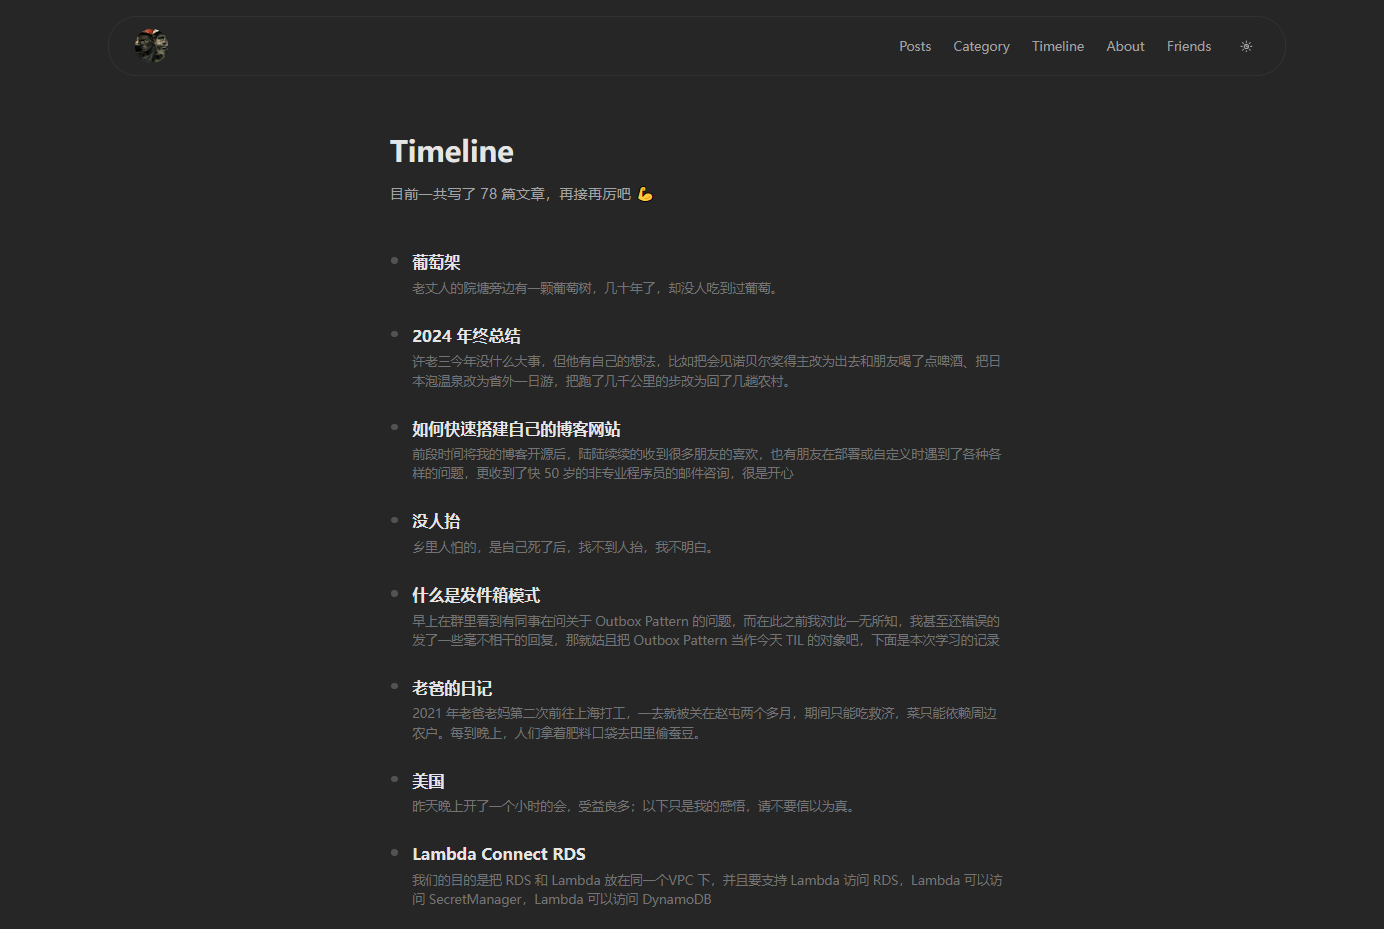 Posts Category Timeline About Friends
Timeline
目前一共写了 78 篇文章，再接再厉吧 💪
葡萄架
老丈人的院塘旁边有一颗葡萄树，几十年了，却没人吃到过葡萄。
2024 年终总结
许老三今年没什么大事，但他有自己的想法，比如把会见诺贝尔奖得主改为出去和朋友喝了点啤酒、把日
本泡温泉改为省外一日游，把跑了几千公里的步改为回了几趟农村。
如何快速搭建自己的博客网站
前段时间将我的博客开源后，陆陆续续的收到很多朋友的喜欢，也有朋友在部署或自定义时遇到了各种各
样的问题，更收到了快 50 岁的非专业程序员的邮件咨询，很是开心
没人抬
乡里人怕的，是自己死了后，找不到人抬，我不明白。
什么是发件箱模式
早上在群里看到有同事在问关于 Outbox Pattern 的问题，而在此之前我对此一无所知，我甚至还错误的
发了一些毫不相干的回复，那就姑且把 Outbox Pattern 当作今天 TIL 的对象吧，下面是本次学习的记录
老爸的日记
2021 年老爸老妈第二次前往上海打工，一去就被关在赵屯两个多月，期间只能吃救济，菜只能依赖周边
农户。每到晚上，人们拿着肥料口袋去田里偷蚕豆。
美国
昨天晚上开了一个小时的会，受益良多；以下只是我的感悟，请不要信以为真。
Lambda Connect RDS
我们的目的是把 RDS 和 Lambda 放在同一个VPC 下，并且要支持 Lambda 访问 RDS，Lambda 可以访
问 SecretManager，Lambda 可以访问 DynamoDB